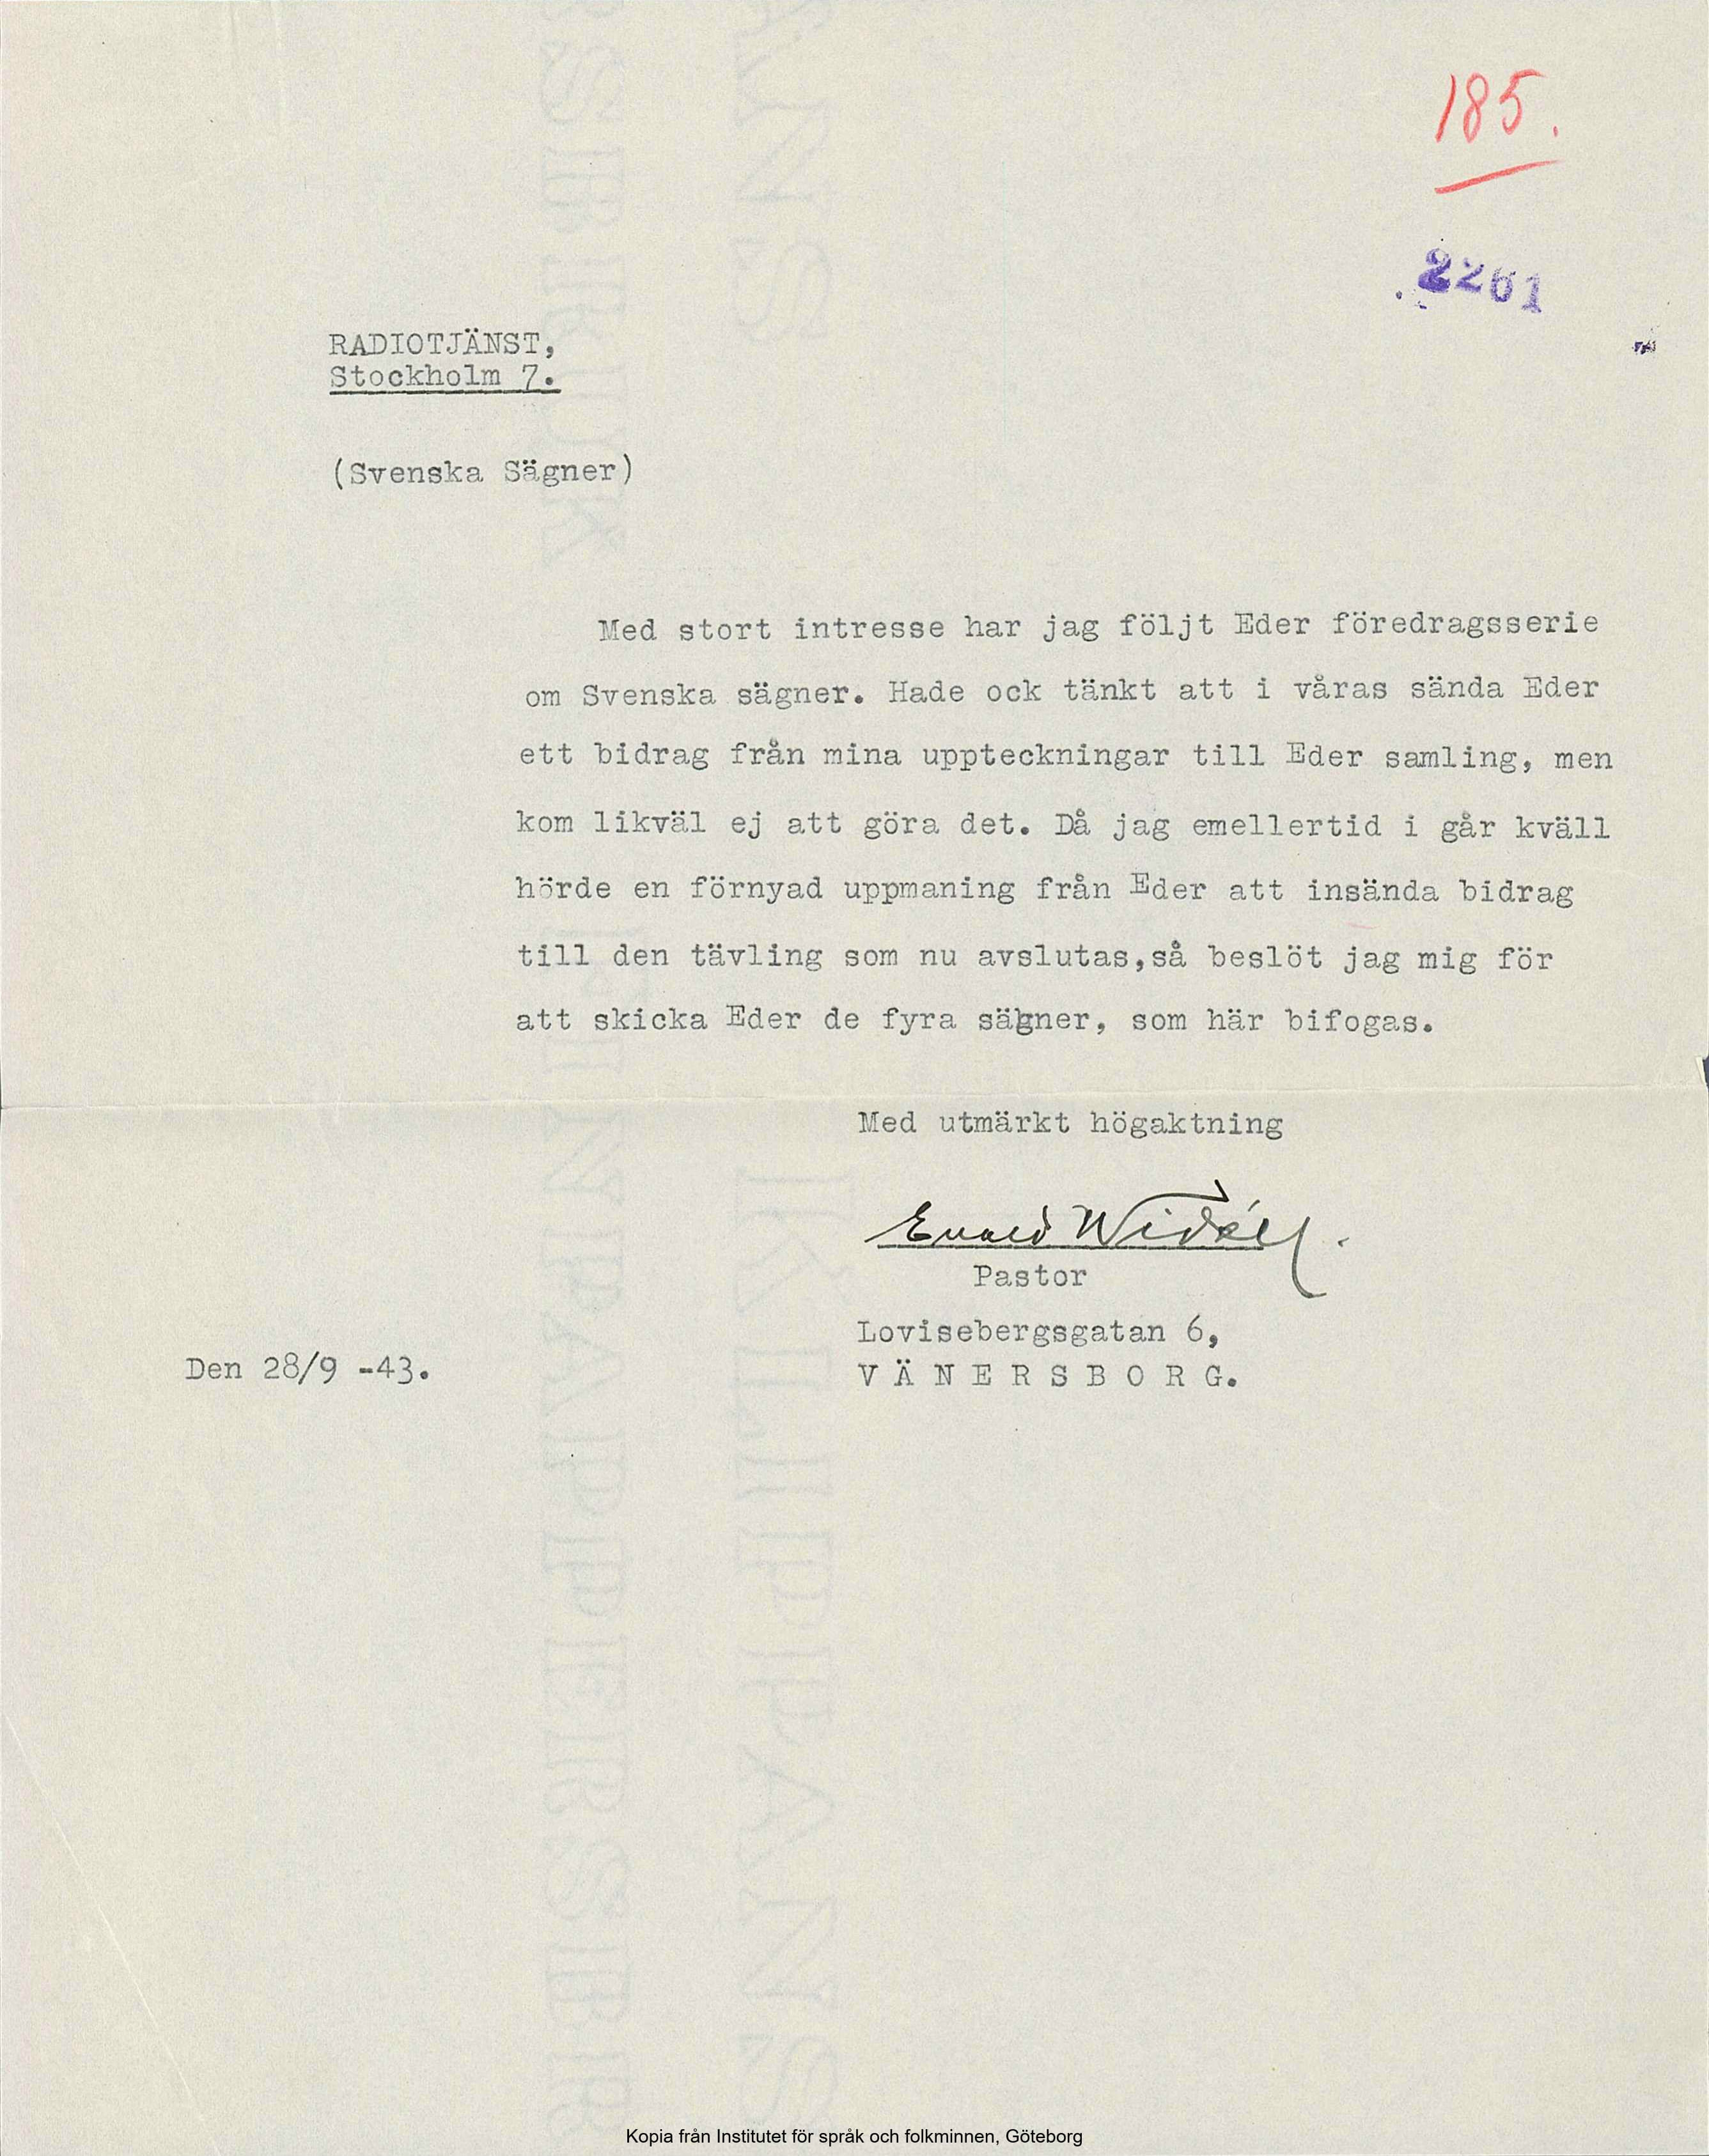 185.
2261
RADIOTJÄNST,
Stockholm 7.
(Svenska Sägner)
Med stort intresse har jag följt Eder föredragsserie
om Svenska sägner. Hade ock tänkt att i våras sända Eder
ett bidrag från mina uppteckningar till Eder samling, men
kom likväl ej att göra det. Då jag emellertid i går kväll
hörde en förnyad uppmaning från Eder att insända bidrag
till den tävling som nu avslutas,så beslöt jag mig för
att skicka Eder de fyra sägner, som här bifogas.
Med utmärkt högaktning
Evald Widéll.
Pastor
Lovisebergsgatan 6,
Den 28/9 -43.
VÄNERSBORG.
Kopia från Institutet för språk och folkminnen, Göteborg